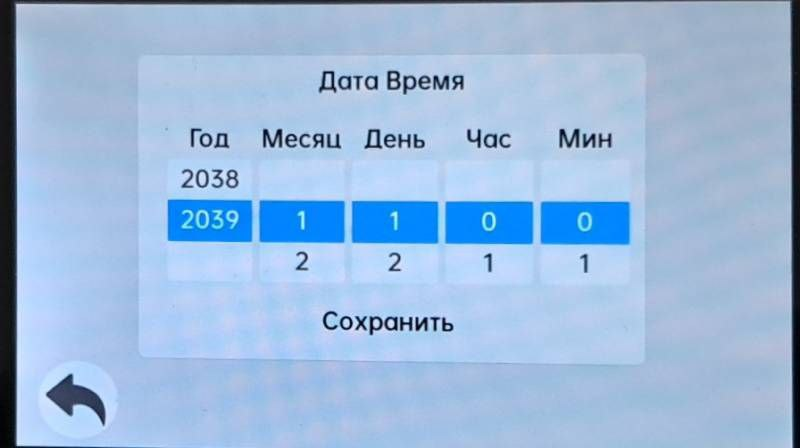 Дата Время
Год Месяц День Час Мин
2038
2039 1 1 0 0
2 2 1 1
Сохранить